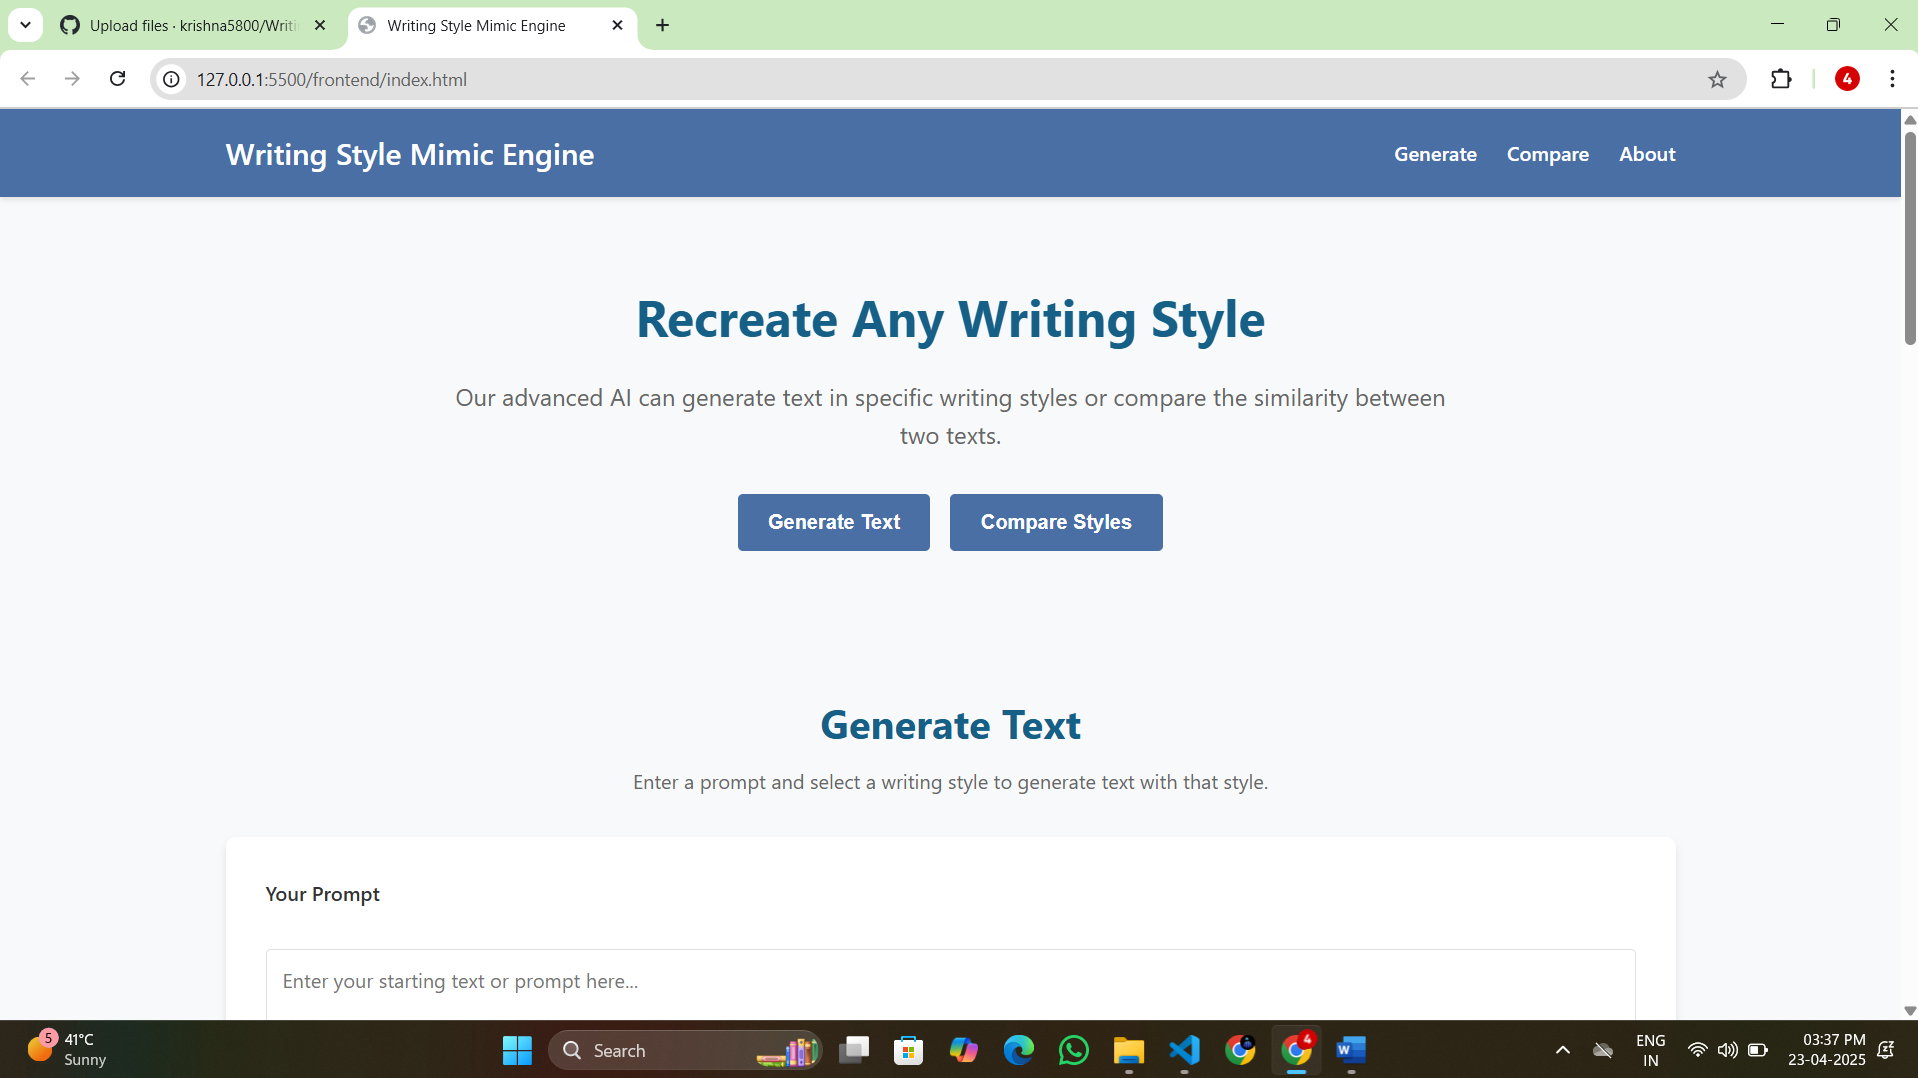 Upload files · krishna5800/Writi
Writing Style Mimic Engine
4
127.0.0.1:5500/frontend/index.html
Writing Style Mimic Engine
Generate
Compare
About
Recreate Any Writing Style
Our advanced AI can generate text in specific writing styles or compare the similarity between
two texts.
Generate Text
Compare Styles
Generate Text
Enter a prompt and select a writing style to generate text with that style.
Your Prompt
Enter your starting text or prompt here...
5
41°C
Sunny
Search
4
W
ENG
IN
03:37 PM
23-04-2025